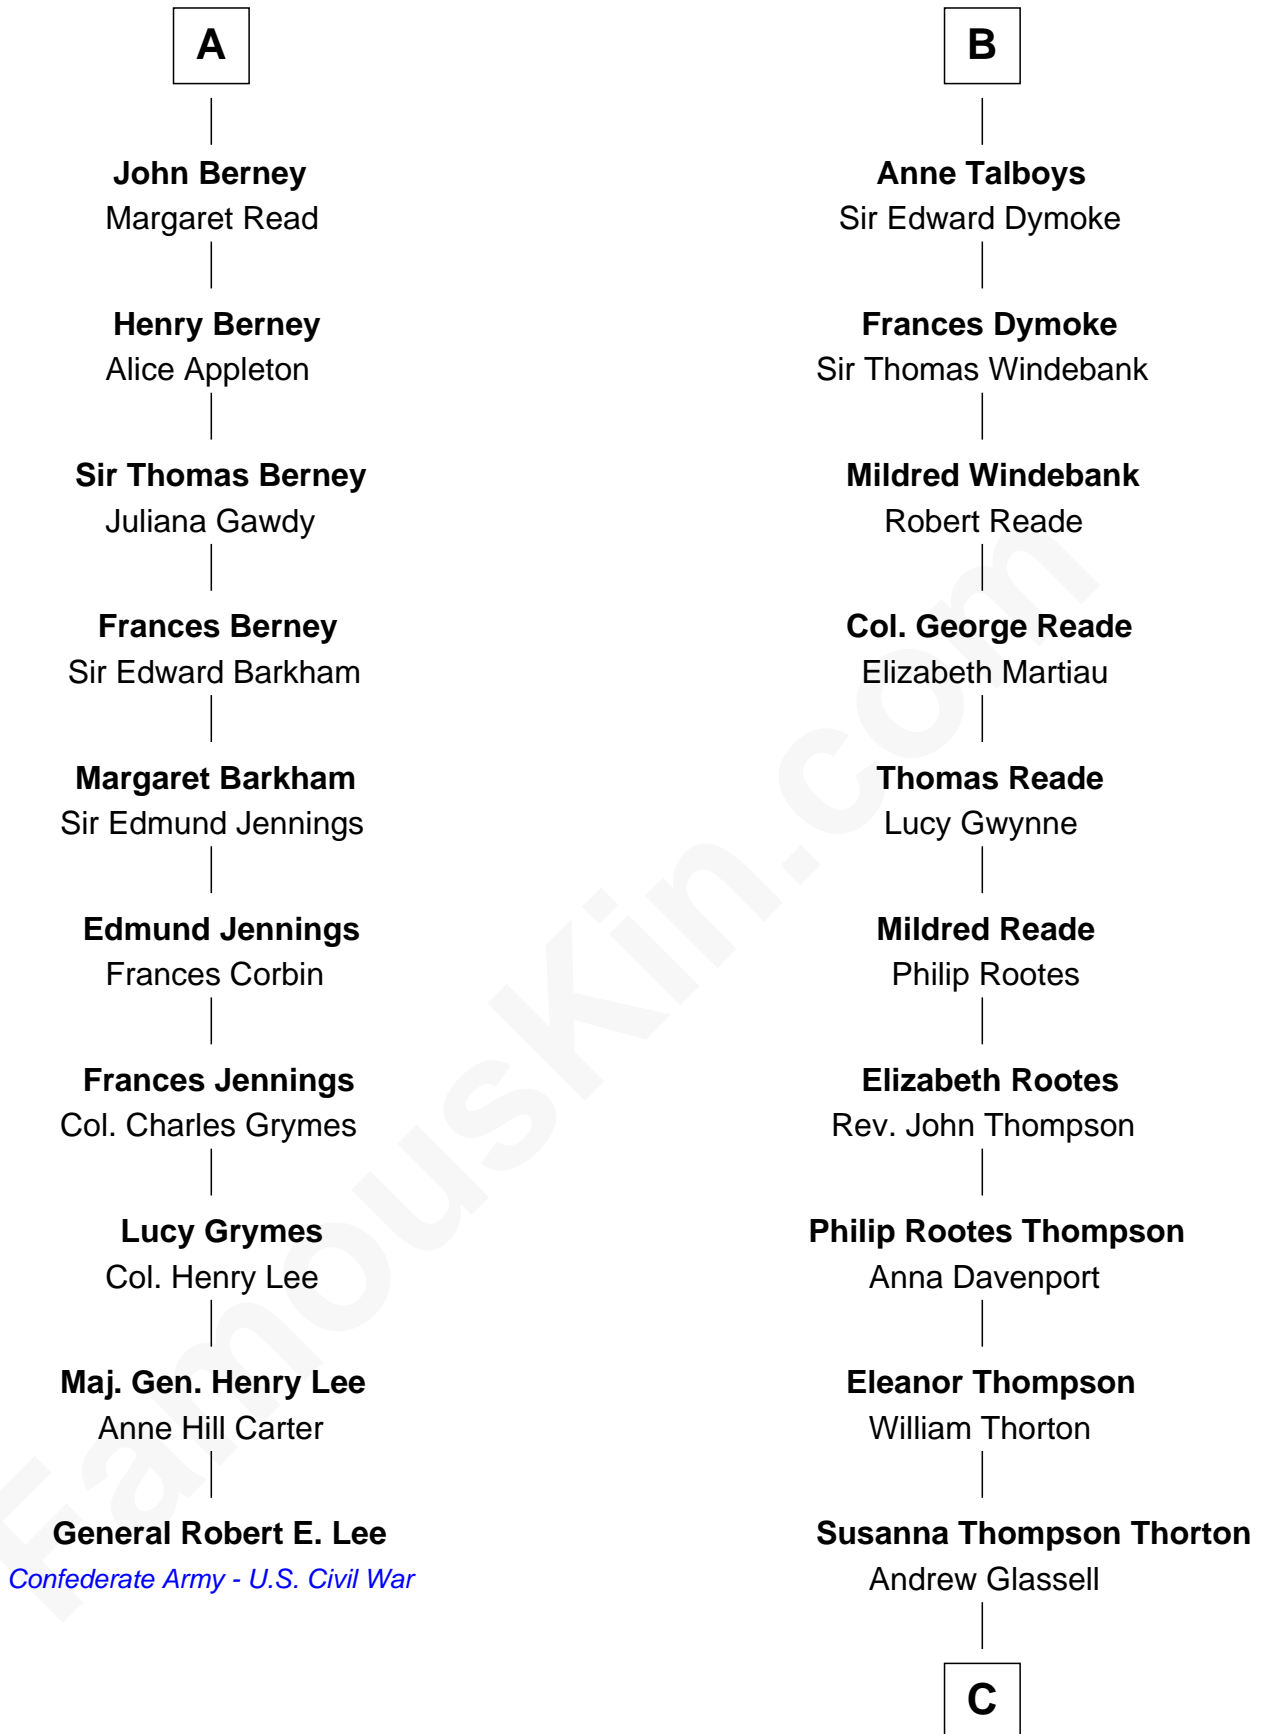 A
John Berney
Margaret Read
Henry Berney
Alice Appleton
Sir Thomas Berney
Juliana Gawdy
Frances Berney
Sir Edward Barkham
Margaret Barkham
Sir Edmund Jennings
Edmund Jennings
Frances Corbin
Frances Jennings
Col. Charles Grymes
Lucy Grymes
Col. Henry Lee
Maj. Gen. Henry Lee
Anne Hill Carter
General Robert E. Lee
Confederate Army - U.S. Civil War
B
Anne Talboys
Sir Edward Dymoke
Frances Dymoke
Sir Thomas Windebank
Mildred Windebank
Robert Reade
Col. George Reade
Elizabeth Martiau
Thomas Reade
Lucy Gwynne
Mildred Reade
Philip Rootes
Elizabeth Rootes
Rev. John Thompson
Philip Rootes Thompson
Anna Davenport
Eleanor Thompson
William Thorton
Susanna Thompson Thorton
Andrew Glassell
C
FamousKin.com